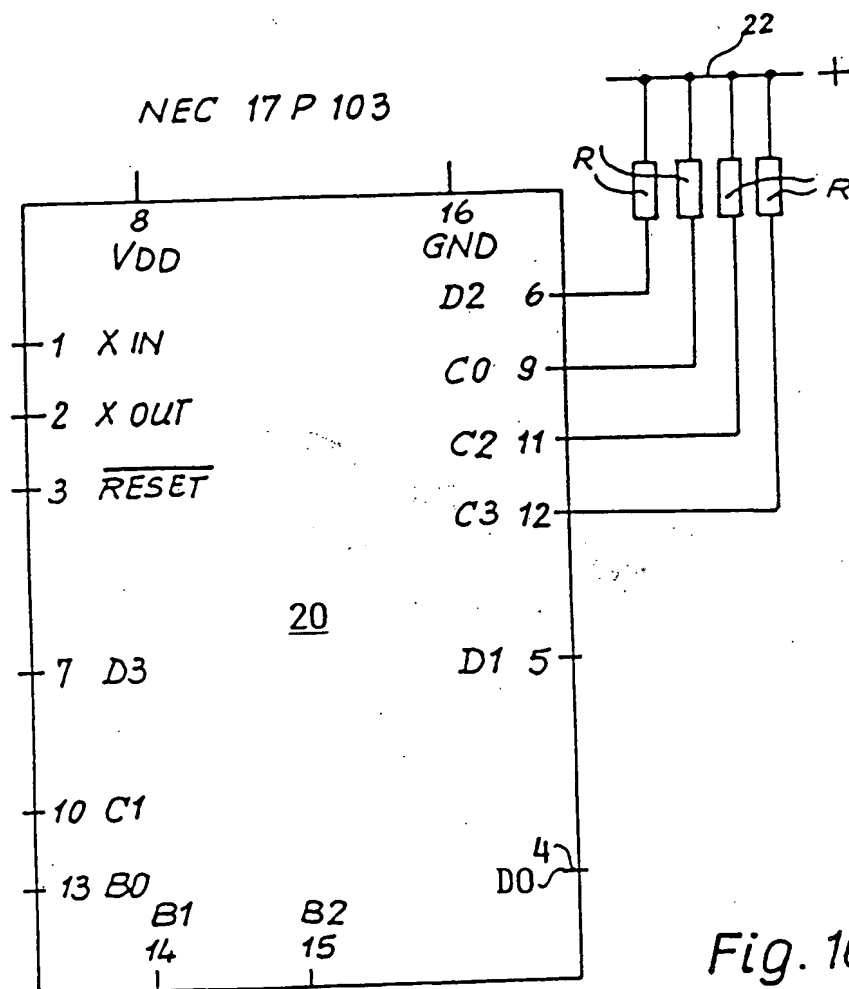 22
+
NEC 17 P 103
R
R
8
VDD
16
GND
D2 6
1 X IN
C0 9
2 X OUT
C2 11
3 RESET
C3 12
20
7 D3
D1 5
10 C1
4
D0
13 B0
B1
14
B2
15
Fig.